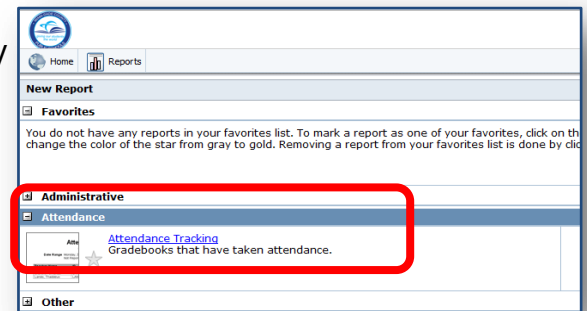 y
Home Reports
New Report
Favorites
You do not have any reports in your favorites list. To mark a report as one of your favorites, click on th
change the color of the star from gray to gold. Removing a report from your favorites list is done by clic
Administrative
Attendance
Attendance Tracking
Gradebooks that have taken attendance.
Other